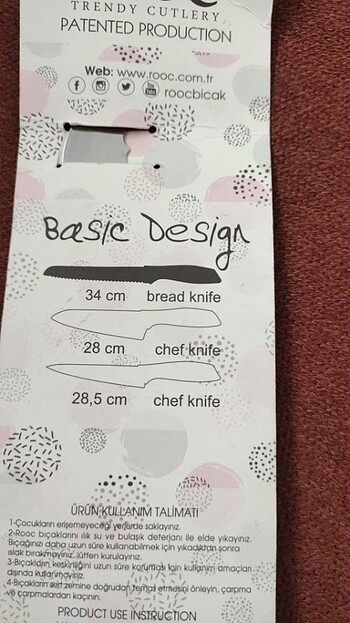 TRENDY CUTLERY
PATENTED PRODUCTION
Web: www.rooc.com.tr
roocbicak
Basic Design
34 cm bread knife
28 cm chef knife
28,5 cm chef knife
ÜRÜN KULLANIM TALİMATI
1-Çocukların erişemeyeceği yerlerde saklayınız.
2-Rooc bıçaklarını ılık su ve bulaşık deterjanı ile elde yıkayınız.
Bıçağınızı daha uzun süre kullanabilmek için yıkadıktan sonra
ıslak bırakmayınız, lütfen kurulayınız.
3-Bıçakların, keskinliğini uzun süre koruması için kullanım amaçları
dışında kullanmayınız.
4-Bıçakların sert zemine doğrudan temas etmesini önleyin, çarpma
ve çarpmalardan kaçının.
PRODUCT USE INSTRUCTION